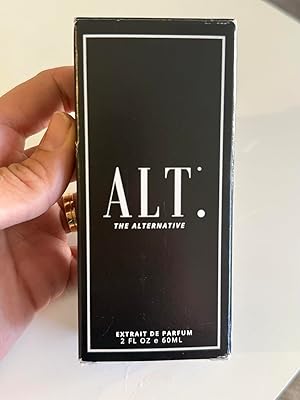 ALT.
THE ALTERNATIVE
EXTRAIT DE PARFUM
2 FL OZ e 60ML